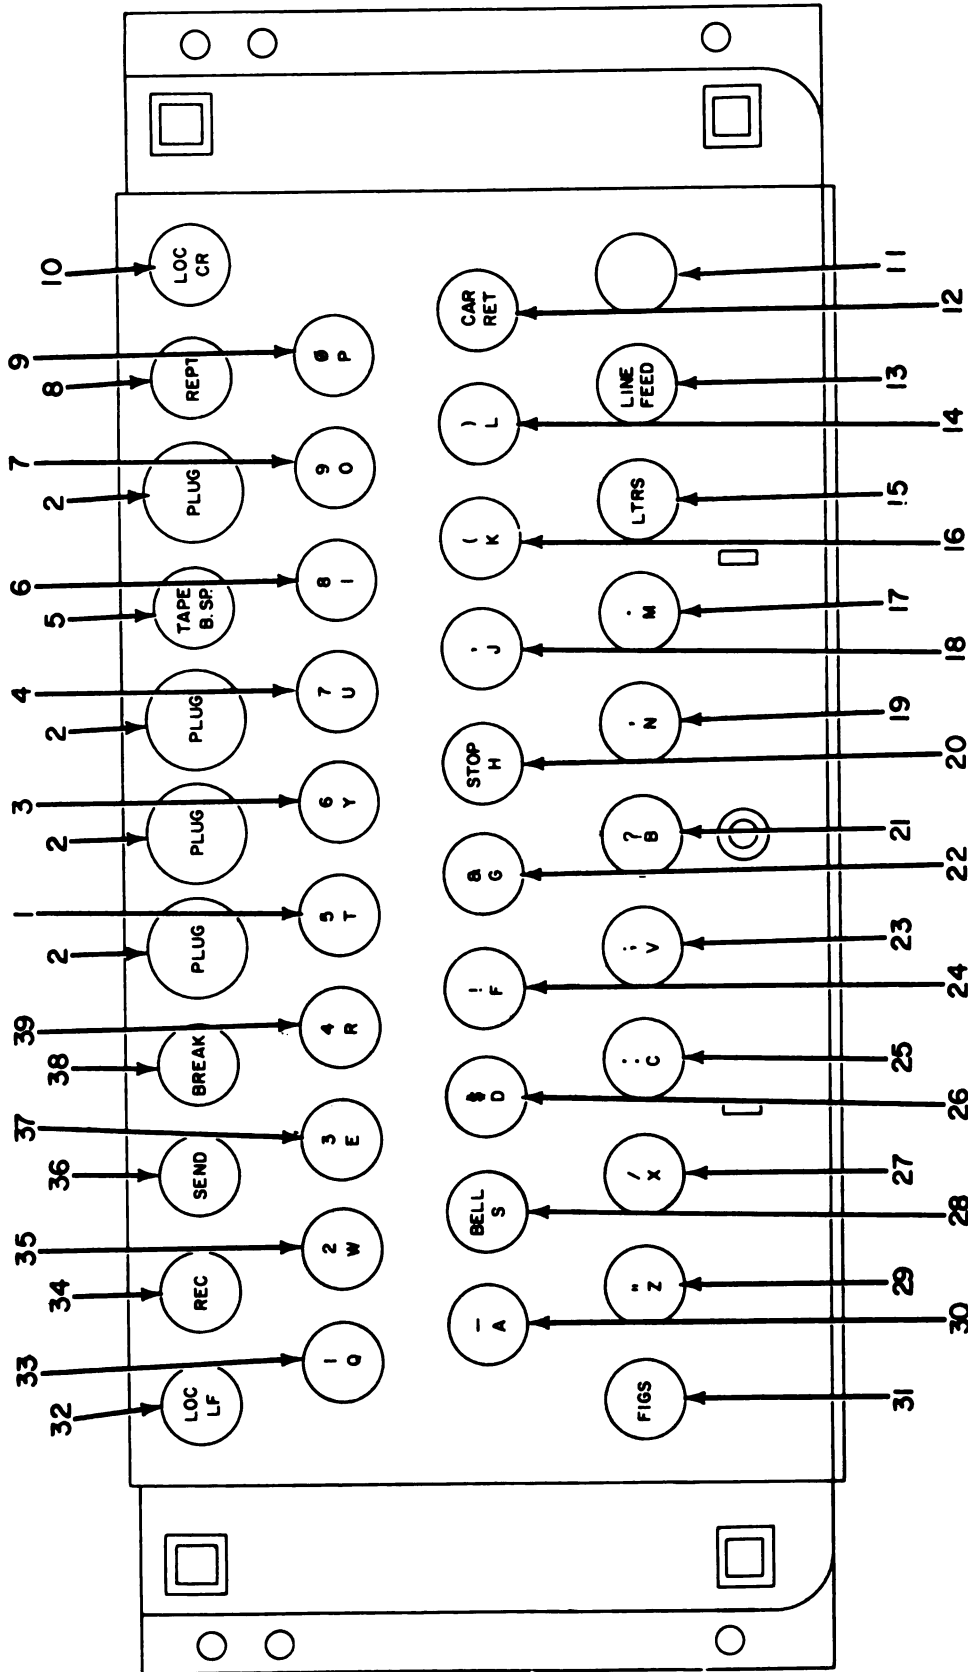 33 35 37 39 1 3 4 6 7 9
32 34 36 38 2 2 2 5 2 8 10
LOC REC SEND BREAK PLUG PLUG PLUG TAPE PLUG REPT LOC
LF B. SP. CR
1 2 3 4 5 6 7 8 9 Ø
Q W E R T Y U I O P
- BELL $ ! & STOP ' ( ) CAR
A S D F G H J K L RET
FIGS " / : ; ? , . LTRS LINE
Z X C V B N M FEED
31 29 27 25 23 21 19 17 15 13 11
30 28 26 24 22 20 18 16 14 12